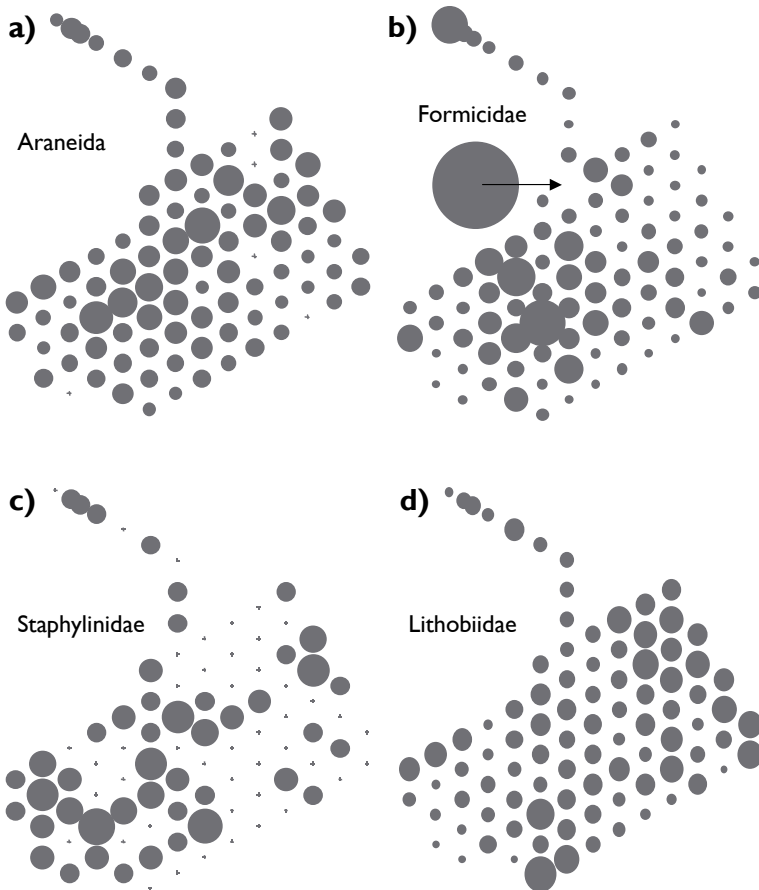 a)
b)
Formicidae
Araneida
c)
d)
Staphylinidae
Lithobiidae